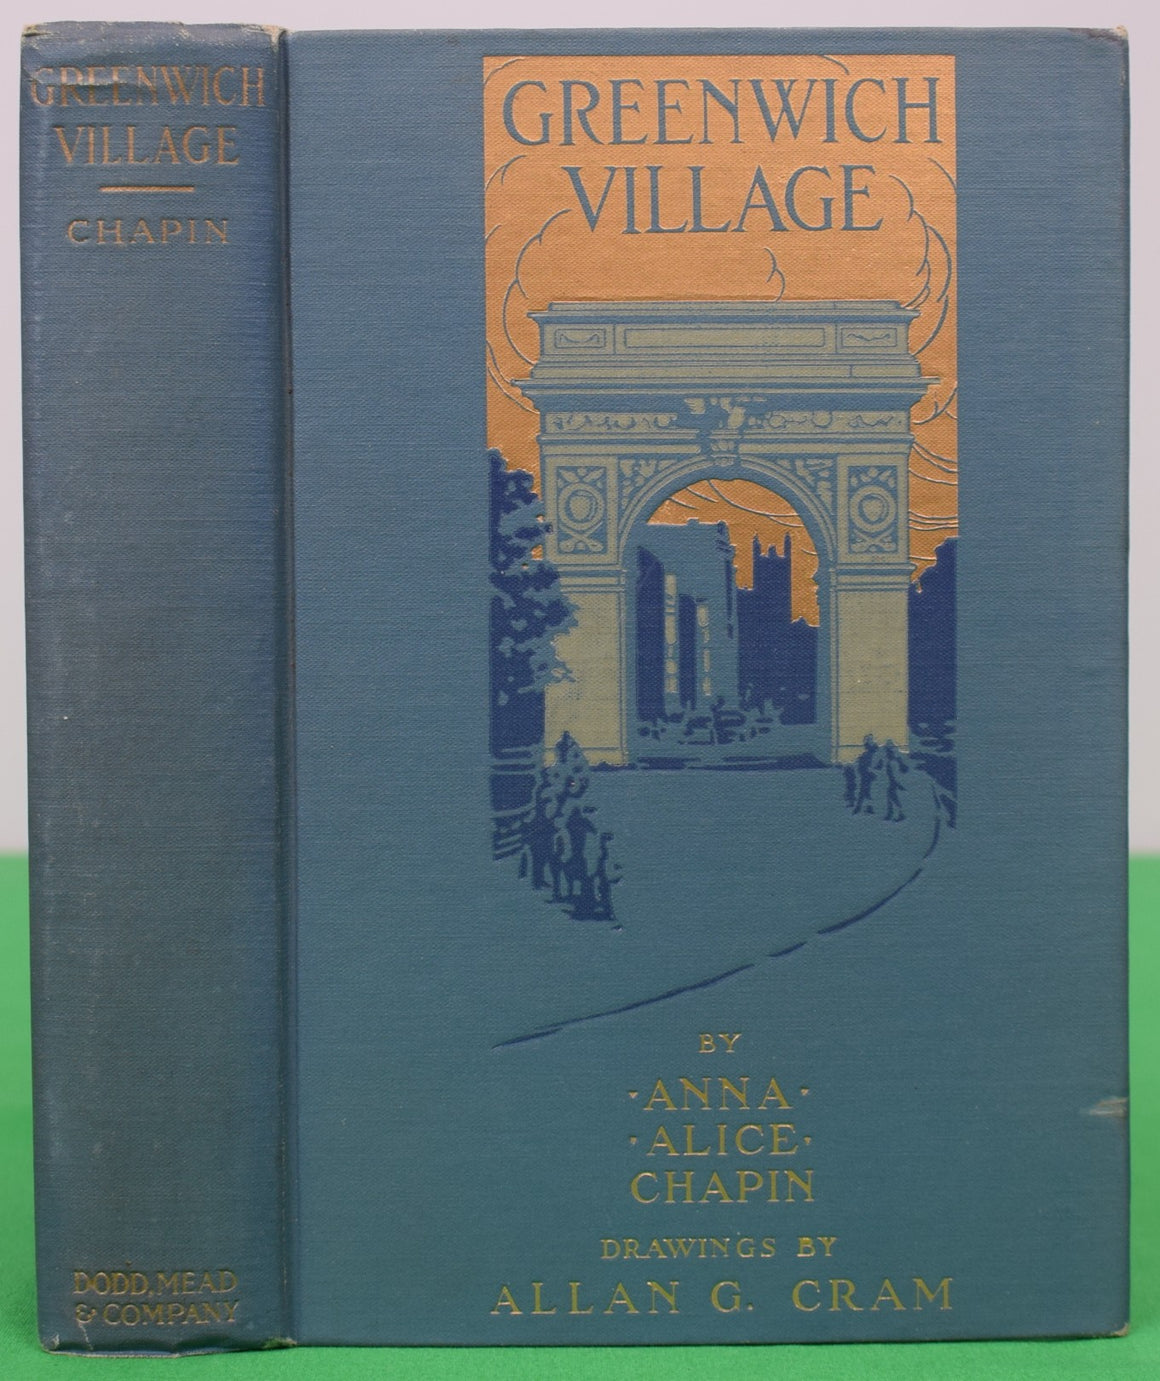 GREENWICH
VILLAGE
CHAPIN
DODD, MEAD
& COMPANY
GREENWICH
VILLAGE
BY
·ANNA·
·ALICE·
CHAPIN
DRAWINGS BY
ALLAN G. CRAM